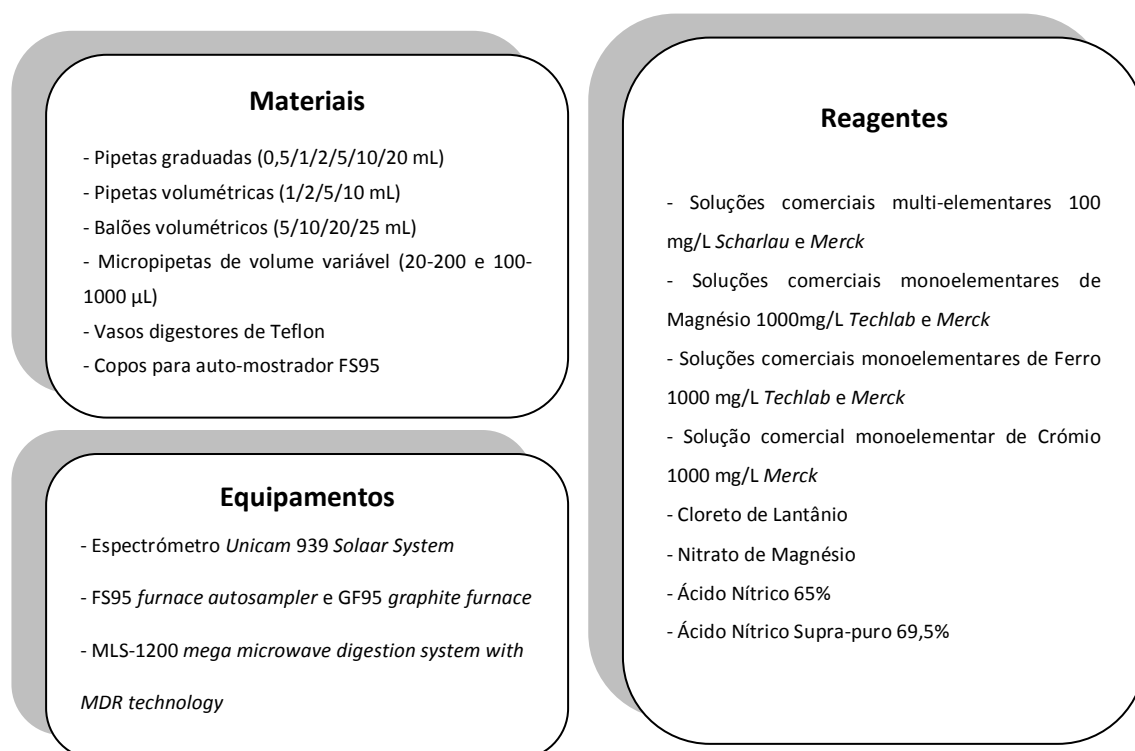 Materiais
- Pipetas graduadas (0,5/1/2/5/10/20 mL)
- Pipetas volumétricas (1/2/5/10 mL)
- Balões volumétricos (5/10/20/25 mL)
- Micropipetas de volume variável (20-200 e 100-
1000 µL)
- Vasos digestores de Teflon
- Copos para auto-mostrador FS95
Equipamentos
- Espectrómetro Unicam 939 Solaar System
- FS95 furnace autosampler e GF95 graphite furnace
- MLS-1200 mega microwave digestion system with
MDR technology
Reagentes
- Soluções comerciais multi-elementares 100
mg/L Scharlau e Merck
- Soluções comerciais monoelementares de
Magnésio 1000mg/L Techlab e Merck
- Soluções comerciais monoelementares de Ferro
1000 mg/L Techlab e Merck
- Solução comercial monoelementar de Crómio
1000 mg/L Merck
- Cloreto de Lantânio
- Nitrato de Magnésio
- Ácido Nítrico 65%
- Ácido Nítrico Supra-puro 69,5%